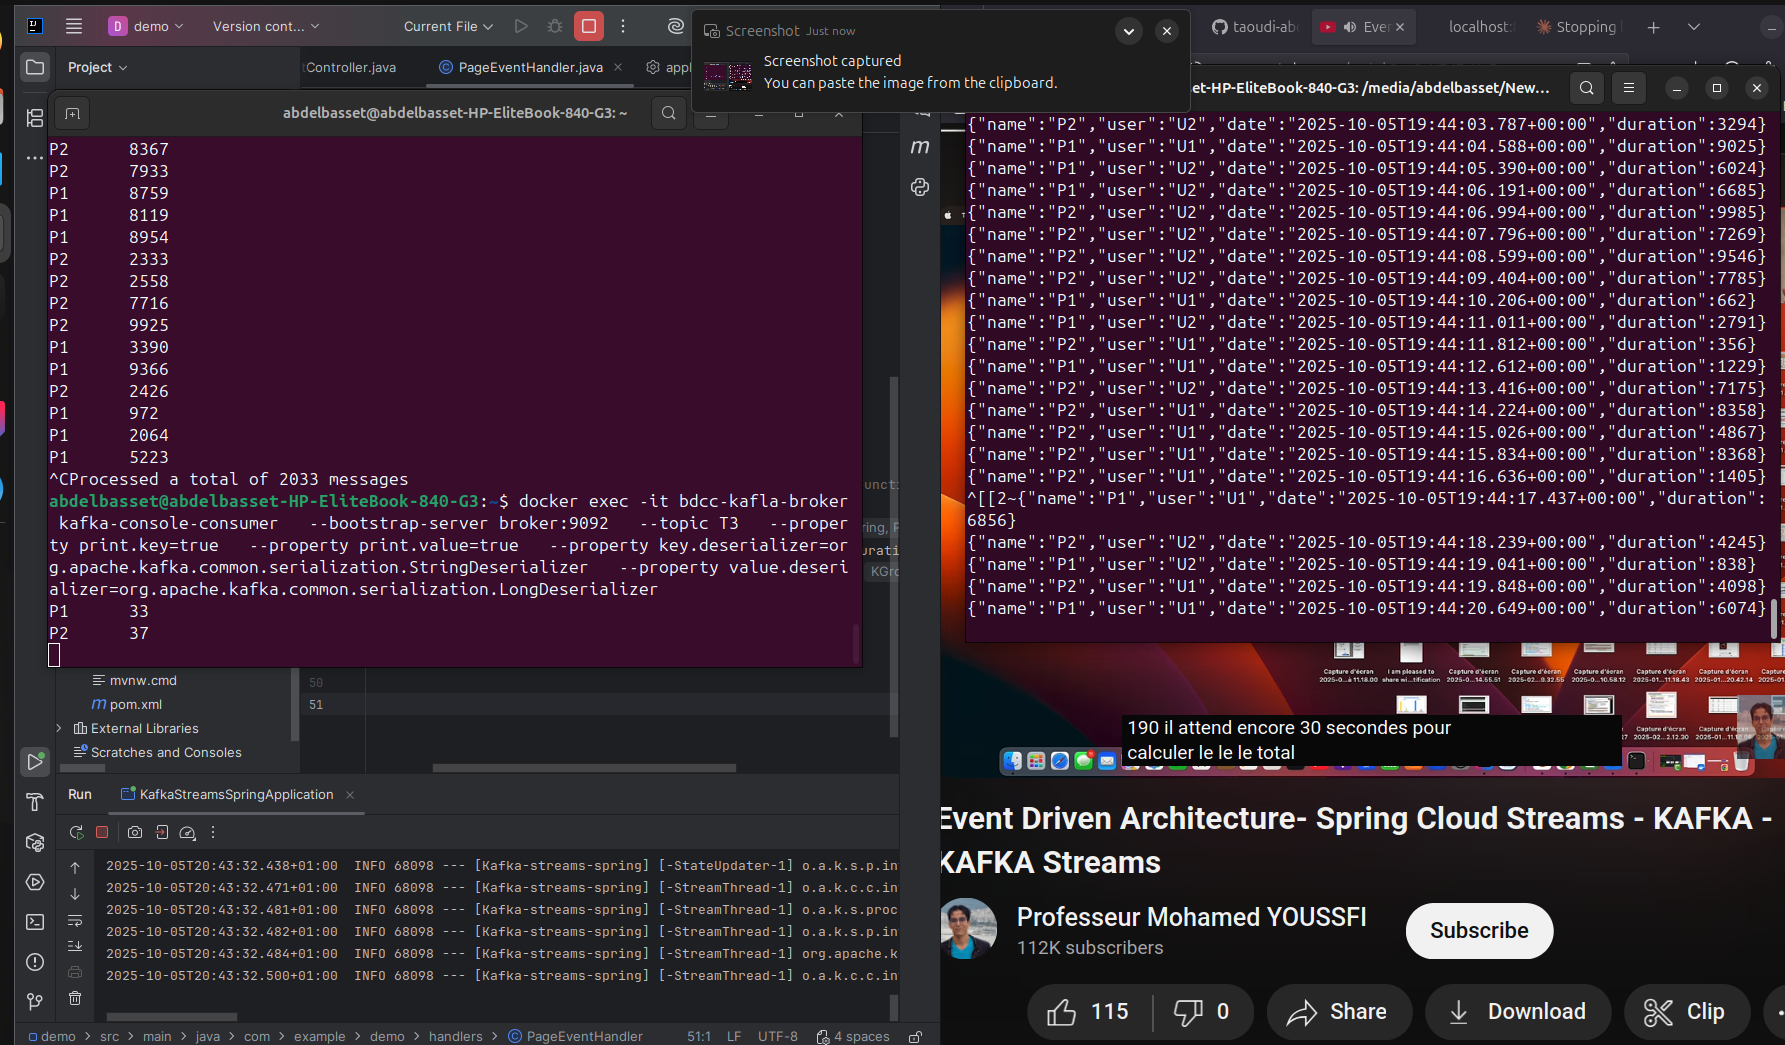 D demo
Version cont...
Current File
Screenshot Just now
Screenshot captured
You can paste the image from the clipboard.
taoudi-ab
Ever
localhost:
Stopping
Project
tController.java
PageEventHandler.java
appl
abdelbasset@abdelbasset-HP-EliteBook-840-G3: ~
et-HP-EliteBook-840-G3: /media/abdelbasset/New...
P2 8367
P2 7933
P1 8759
P1 8119
P1 8954
P2 2333
P2 2558
P2 7716
P2 9925
P1 3390
P1 9366
P2 2426
P1 972
P1 2064
P1 5223
^CProcessed a total of 2033 messages
abdelbasset@abdelbasset-HP-EliteBook-840-G3:~$ docker exec -it bdcc-kafla-broker
kafka-console-consumer --bootstrap-server broker:9092 --topic T3 --proper
ty print.key=true --property print.value=true --property key.deserializer=or
g.apache.kafka.common.serialization.StringDeserializer --property value.deseri
alizer=org.apache.kafka.common.serialization.LongDeserializer
P1 33
P2 37
{"name":"P2","user":"U2","date":"2025-10-05T19:44:03.787+00:00","duration":3294}
{"name":"P1","user":"U1","date":"2025-10-05T19:44:04.588+00:00","duration":9025}
{"name":"P1","user":"U2","date":"2025-10-05T19:44:05.390+00:00","duration":6024}
{"name":"P1","user":"U2","date":"2025-10-05T19:44:06.191+00:00","duration":6685}
{"name":"P2","user":"U2","date":"2025-10-05T19:44:06.994+00:00","duration":9985}
{"name":"P2","user":"U2","date":"2025-10-05T19:44:07.796+00:00","duration":7269}
{"name":"P2","user":"U2","date":"2025-10-05T19:44:08.599+00:00","duration":9546}
{"name":"P2","user":"U2","date":"2025-10-05T19:44:09.404+00:00","duration":7785}
{"name":"P1","user":"U1","date":"2025-10-05T19:44:10.206+00:00","duration":662}
{"name":"P1","user":"U2","date":"2025-10-05T19:44:11.011+00:00","duration":2791}
{"name":"P2","user":"U1","date":"2025-10-05T19:44:11.812+00:00","duration":356}
{"name":"P1","user":"U1","date":"2025-10-05T19:44:12.612+00:00","duration":1229}
{"name":"P2","user":"U2","date":"2025-10-05T19:44:13.416+00:00","duration":7175}
{"name":"P2","user":"U1","date":"2025-10-05T19:44:14.224+00:00","duration":8358}
{"name":"P2","user":"U1","date":"2025-10-05T19:44:15.026+00:00","duration":4867}
{"name":"P2","user":"U1","date":"2025-10-05T19:44:15.834+00:00","duration":8368}
{"name":"P2","user":"U1","date":"2025-10-05T19:44:16.636+00:00","duration":1405}
^[[2~{"name":"P1","user":"U1","date":"2025-10-05T19:44:17.437+00:00","duration":
6856}
{"name":"P2","user":"U2","date":"2025-10-05T19:44:18.239+00:00","duration":4245}
{"name":"P1","user":"U2","date":"2025-10-05T19:44:19.041+00:00","duration":838}
{"name":"P2","user":"U1","date":"2025-10-05T19:44:19.848+00:00","duration":4098}
{"name":"P1","user":"U1","date":"2025-10-05T19:44:20.649+00:00","duration":6074}
uncti
ring, P
uratio
KGro
mvnw.cmd
pom.xml
External Libraries
Scratches and Consoles
50
51
190 il attend encore 30 secondes pour
calculer le le le total
Run
KafkaStreamsSpringApplication
2025-10-05T20:43:32.438+01:00 INFO 68098 --- [Kafka-streams-spring] [-StateUpdater-1] o.a.k.s.p.in
2025-10-05T20:43:32.471+01:00 INFO 68098 --- [Kafka-streams-spring] [-StreamThread-1] o.a.k.c.c.in
2025-10-05T20:43:32.481+01:00 INFO 68098 --- [Kafka-streams-spring] [-StreamThread-1] o.a.k.s.proc
2025-10-05T20:43:32.482+01:00 INFO 68098 --- [Kafka-streams-spring] [-StreamThread-1] o.a.k.s.p.in
2025-10-05T20:43:32.484+01:00 INFO 68098 --- [Kafka-streams-spring] [-StreamThread-1] org.apache.k
2025-10-05T20:43:32.500+01:00 INFO 68098 --- [Kafka-streams-spring] [-StreamThread-1] o.a.k.c.c.in
Event Driven Architecture- Spring Cloud Streams - KAFKA -
KAFKA Streams
Professeur Mohamed YOUSSFI
112K subscribers
Subscribe
115
0
Share
Download
Clip
demo > src > main > java > com > example > demo > handlers > PageEventHandler
51:1 LF UTF-8 4 spaces